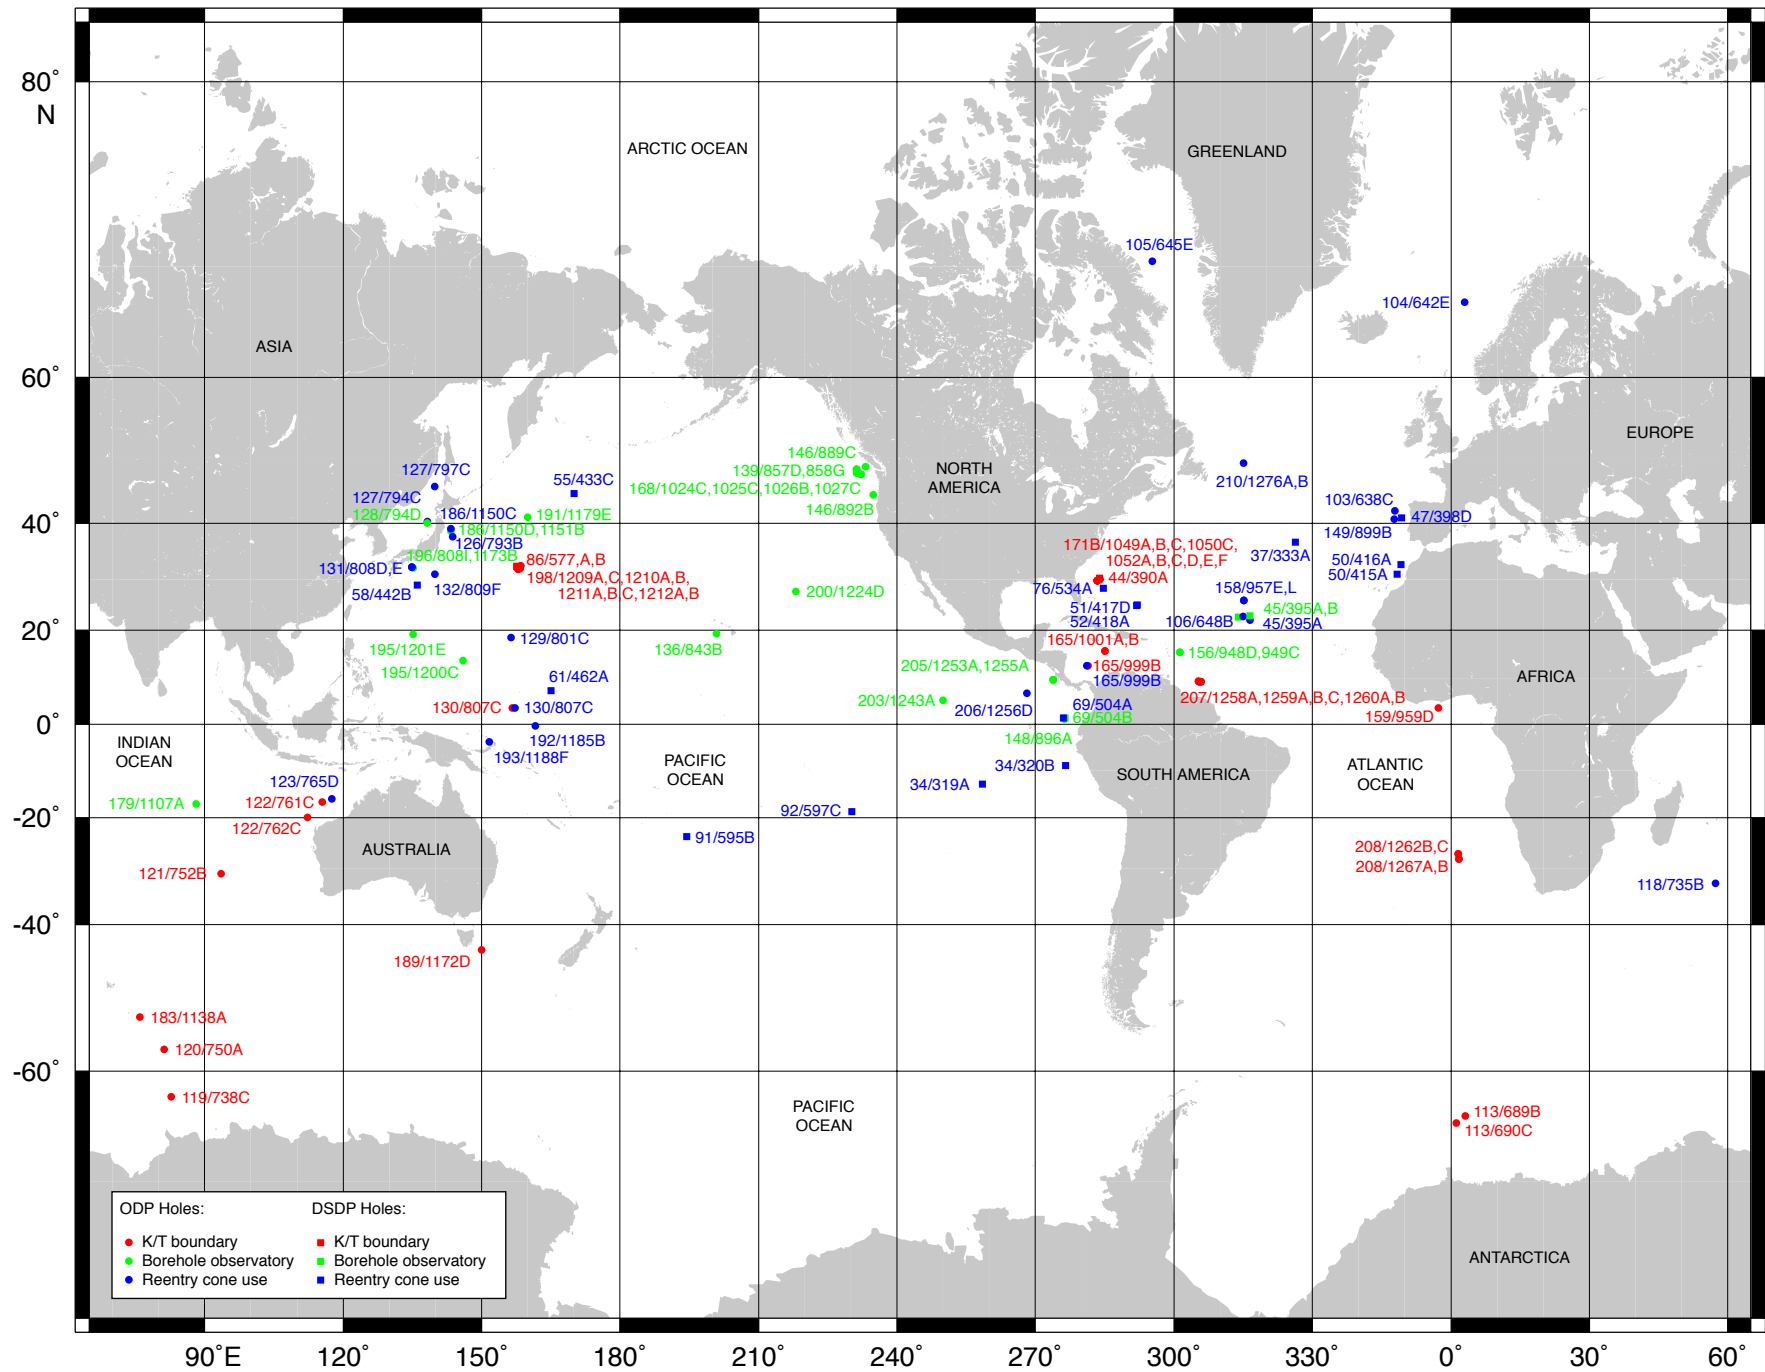 80°
N
ARCTIC OCEAN
GREENLAND
105/645E
104/642E
ASIA
60°
EUROPE
146/889C
127/797C
139/857D,858G
NORTH
AMERICA
55/433C
168/1024C,1025C,1026B,1027C
210/1276A,B
127/794C
103/638C
146/892B
128/794D
186/1150C
191/1179E
47/398D
40°
186/1150D,1151B
149/899B
126/793B
171B/1049A,B,C,1050C,
37/333A
196/808I,1173B
86/577,A,B
1052A,B,C,D,E,F
50/416A
131/808D,E
198/1209A,C,1210A,B,
44/390A
50/415A
132/809F
1211A,B,C,1212A,B
200/1224D
76/534A
158/957E,L
58/442B
51/417D
45/395A,B
52/418A
106/648B
45/395A
20°
129/801C
165/1001A,B
195/1201E
136/843B
156/948D,949C
195/1200C
205/1253A,1255A
165/999B
61/462A
165/999B
AFRICA
203/1243A
207/1258A,1259A,B,C,1260A,B
130/807C
130/807C
206/1256D
69/504A
159/959D
0°
69/504B
192/1185B
148/896A
INDIAN
OCEAN
193/1188F
PACIFIC
OCEAN
34/320B
SOUTH AMERICA
ATLANTIC
OCEAN
123/765D
34/319A
179/1107A
122/761C
92/597C
-20°
122/762C
91/595B
AUSTRALIA
208/1262B,C
208/1267A,B
121/752B
118/735B
-40°
189/1172D
183/1138A
120/750A
-60°
119/738C
PACIFIC
OCEAN
113/689B
113/690C
ODP Holes:
DSDP Holes:
K/T boundary
K/T boundary
Borehole observatory
Borehole observatory
Reentry cone use
Reentry cone use
ANTARCTICA
90°E
120°
150°
180°
210°
240°
270°
300°
330°
0°
30°
60°